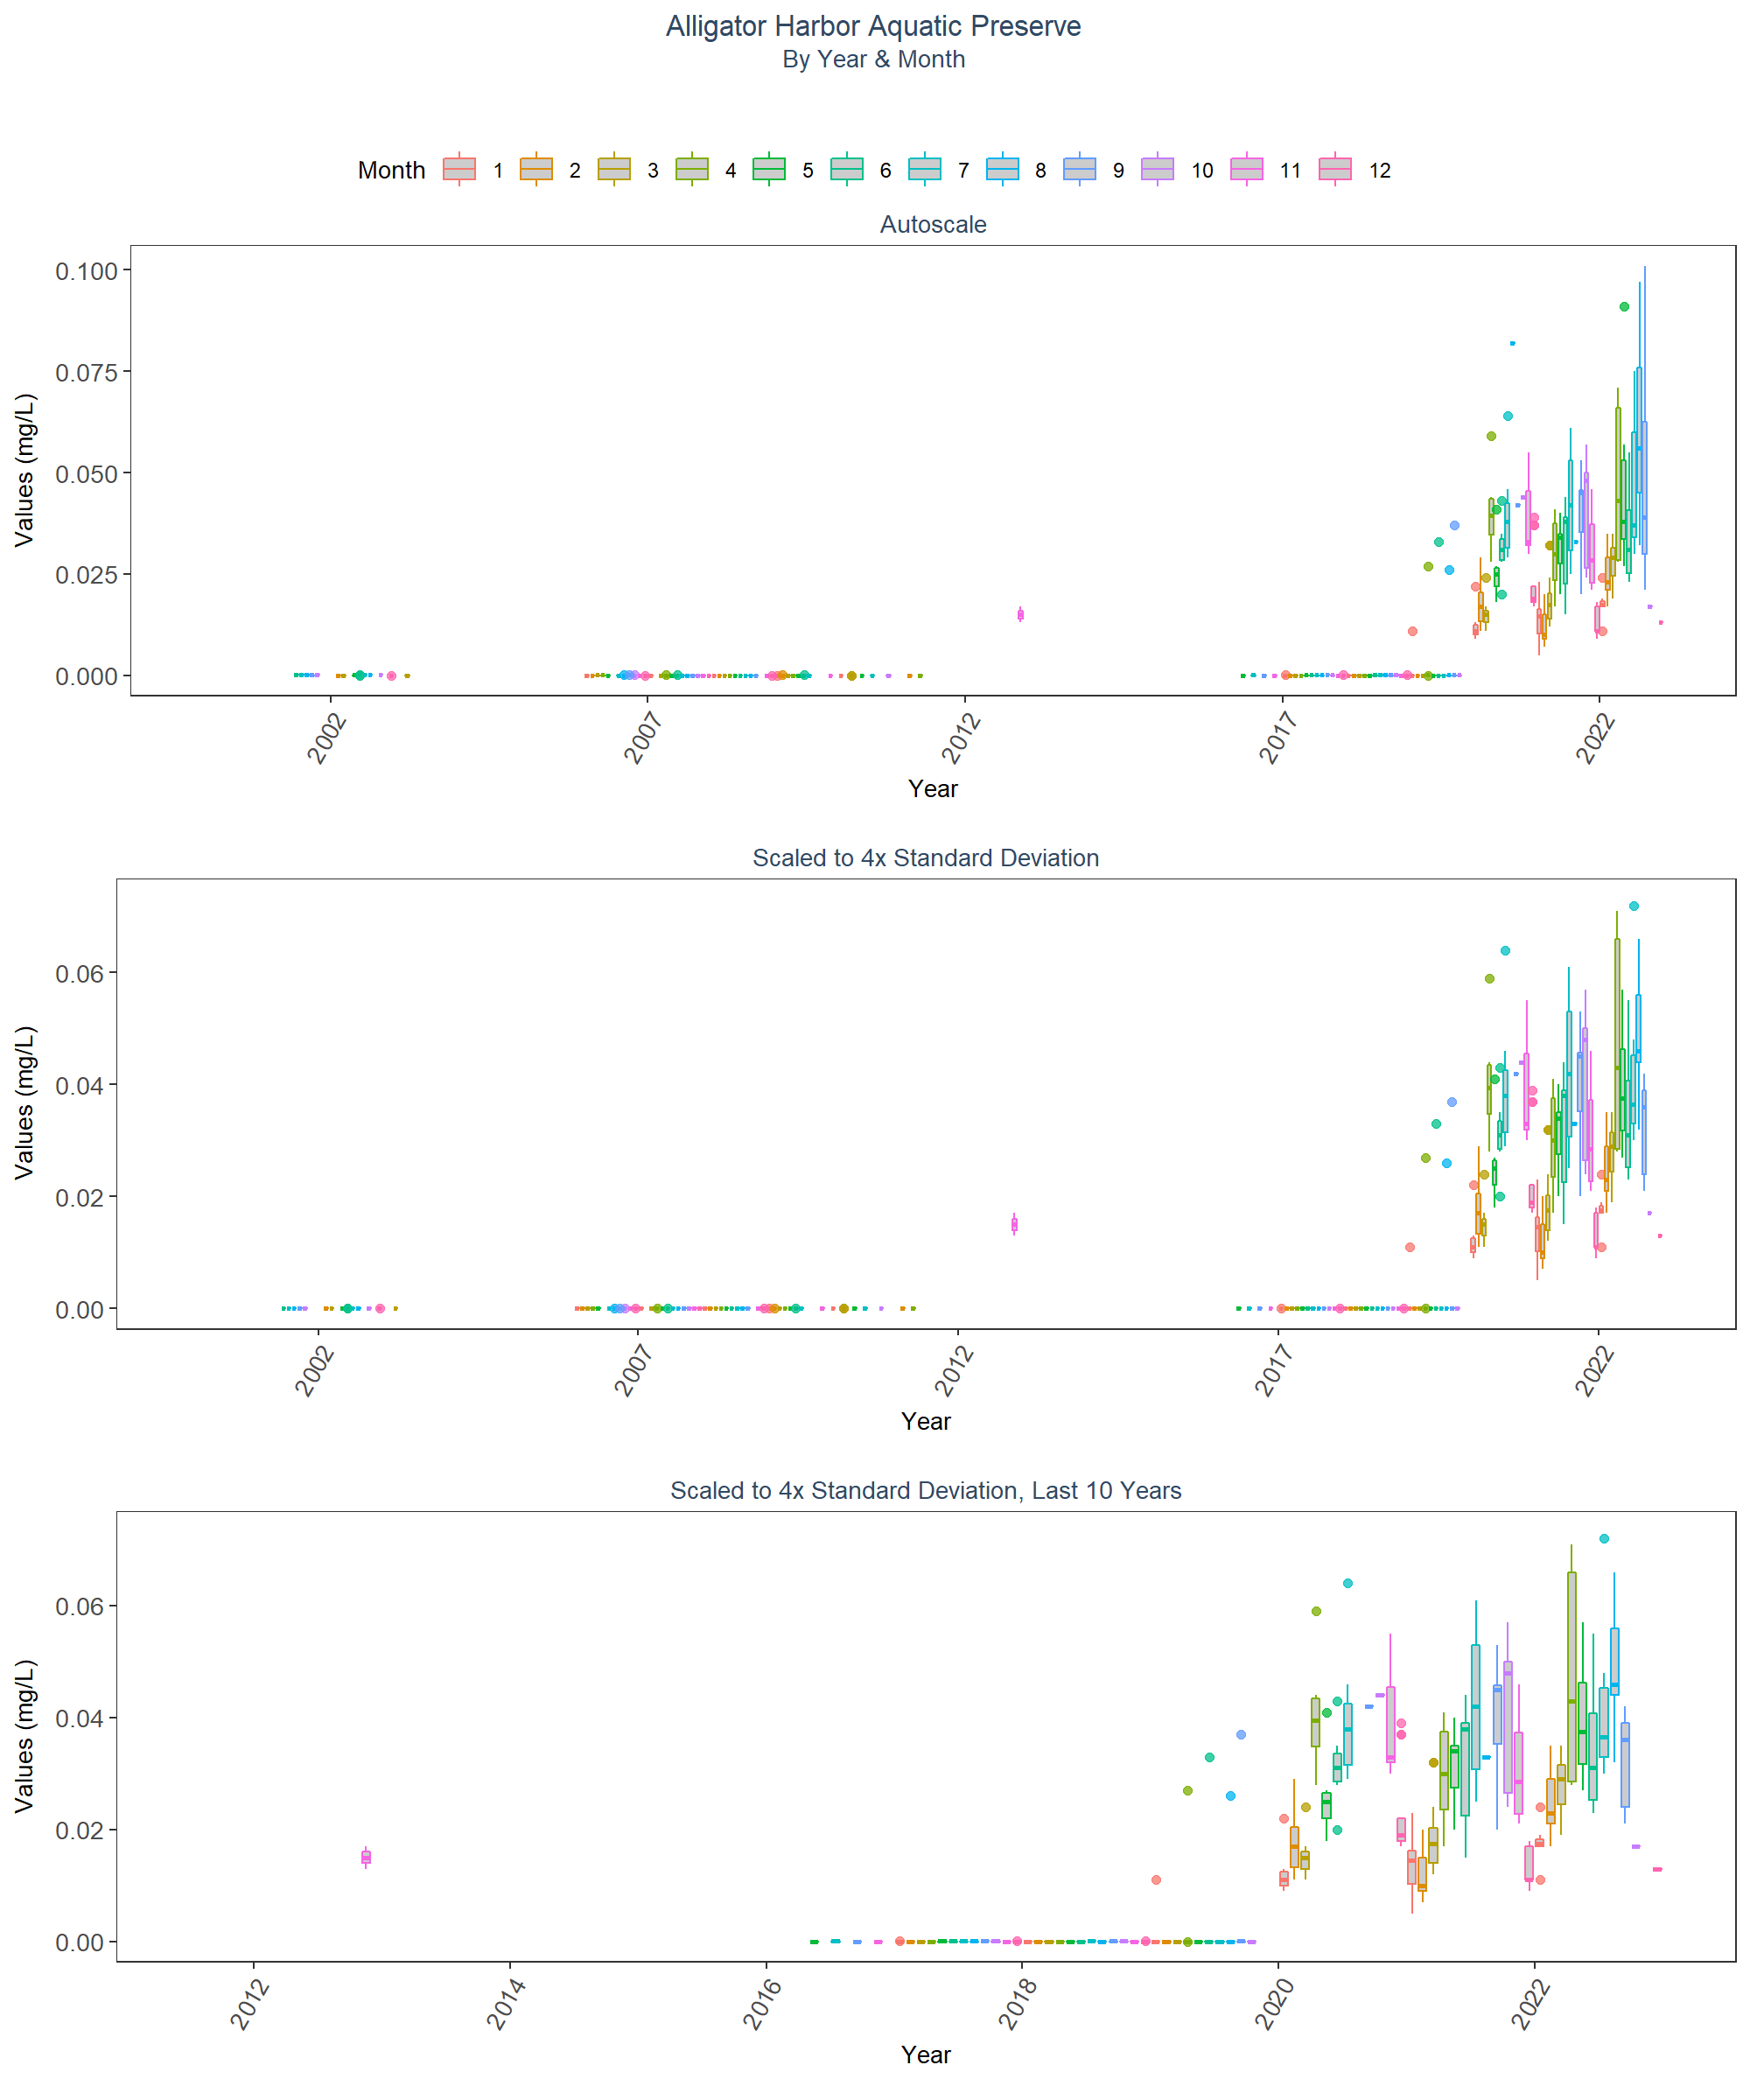 Alligator Harbor Aquatic Preserve
By Year & Month
Month 1 2 3 4 5 6 7 8 9 10 11 12
Autoscale
0.100
0.075
0.050
0.025
0.000
Values (mg/L)
2002 2007 2012 2017 2022
Year
Scaled to 4x Standard Deviation
0.06
0.04
0.02
0.00
Values (mg/L)
2002 2007 2012 2017 2022
Year
Scaled to 4x Standard Deviation, Last 10 Years
0.06
0.04
0.02
0.00
Values (mg/L)
2012 2014 2016 2018 2020 2022
Year